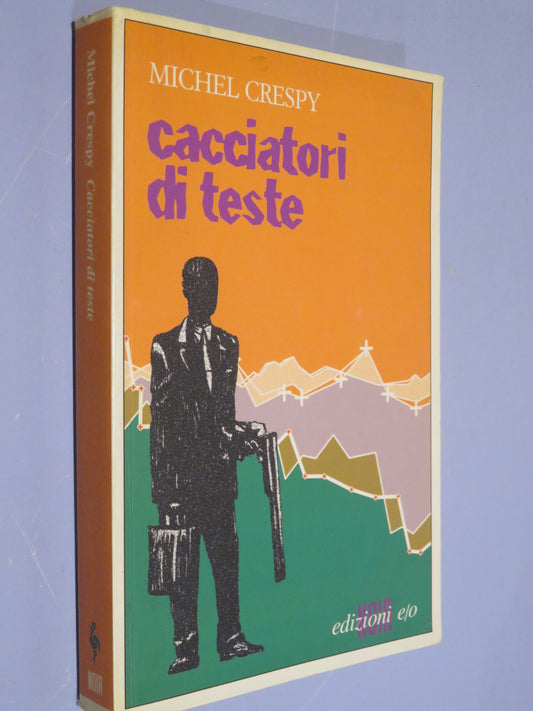 MICHEL CRESPY
cacciatori
di teste
NOIR
edizioni e/o
Michel Crespy Cacciatori di teste
NOIR